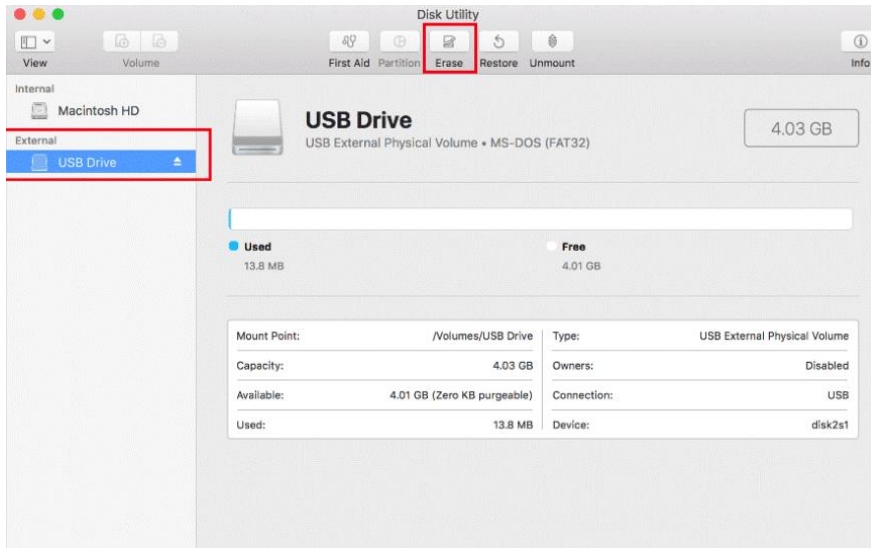 Disk Utility
View
Volume
First Aid
Partition
Erase
Restore
Unmount
Info
Internal
Macintosh HD
External
USB Drive
USB Drive
USB External Physical Volume • MS-DOS (FAT32)
4.03 GB
Used
13.8 MB
Free
4.01 GB
Mount Point: /Volumes/USB Drive
Type: USB External Physical Volume
Capacity: 4.03 GB
Owners: Disabled
Available: 4.01 GB (Zero KB purgeable)
Connection: USB
Used: 13.8 MB
Device: disk2s1